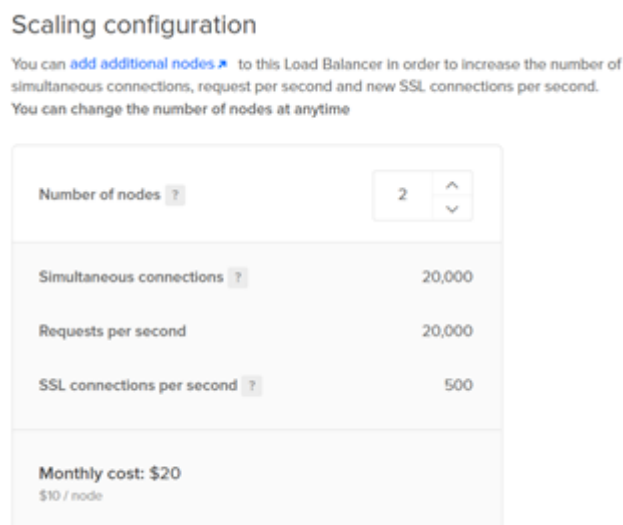 Scaling configuration
You can add additional nodes ↗ to this Load Balancer in order to increase the number of
simultaneous connections, request per second and new SSL connections per second.
You can change the number of nodes at anytime
Number of nodes ? 2
Simultaneous connections ? 20,000
Requests per second 20,000
SSL connections per second ? 500
Monthly cost: $20
$10 / node